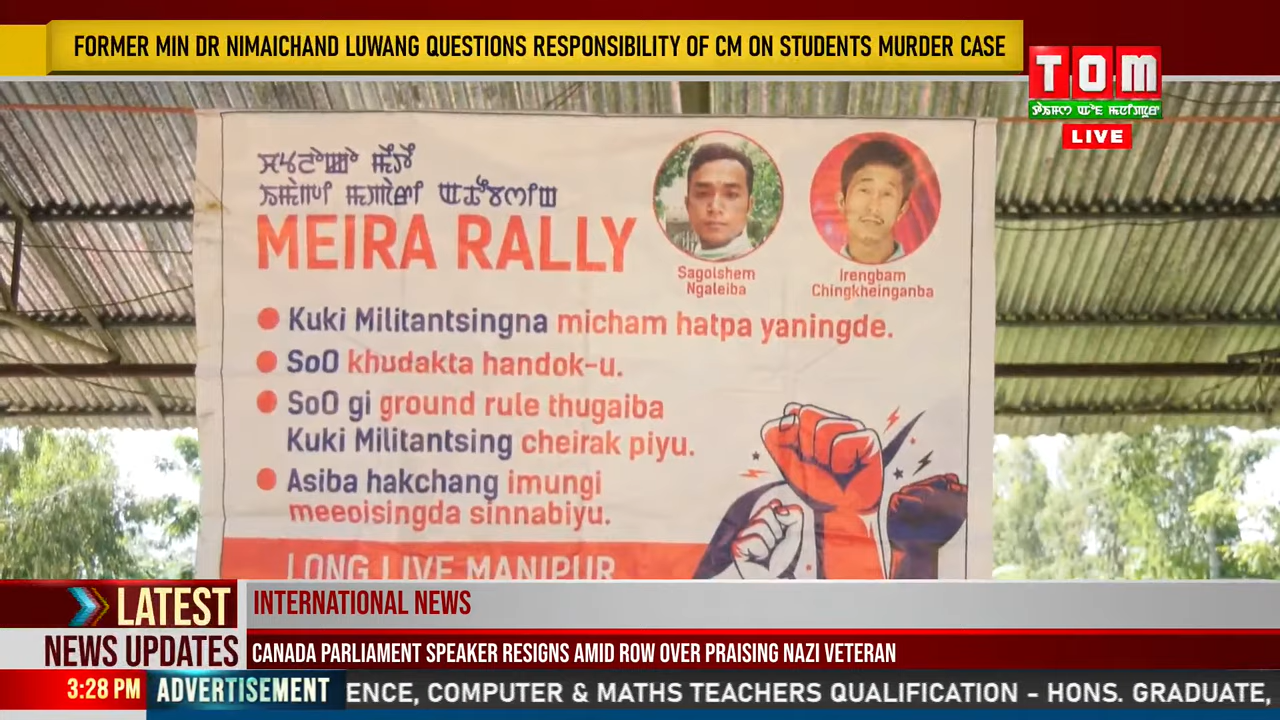 FORMER MIN DR NIMAICHAND LUWANG QUESTIONS RESPONSIBILITY OF CM ON STUDENTS MURDER CASE
TOM
LIVE
MEIRA RALLY
Sagolshem
Ngaleiba
Irengbam
Chingkheinganba
Kuki Militantsingna micham hatpa yaningde.
SoO khudakta handok-u.
SoO gi ground rule thugaiba
Kuki Militantsing cheirak piyu.
Asiba hakchang imungi
meeoisingda sinnabiyu.
LONG LIVE MANIPUR
LATEST
NEWS UPDATES
INTERNATIONAL NEWS
CANADA PARLIAMENT SPEAKER RESIGNS AMID ROW OVER PRAISING NAZI VETERAN
3:28 PM
ADVERTISEMENT
ENCE, COMPUTER & MATHS TEACHERS QUALIFICATION - HONS. GRADUATE,